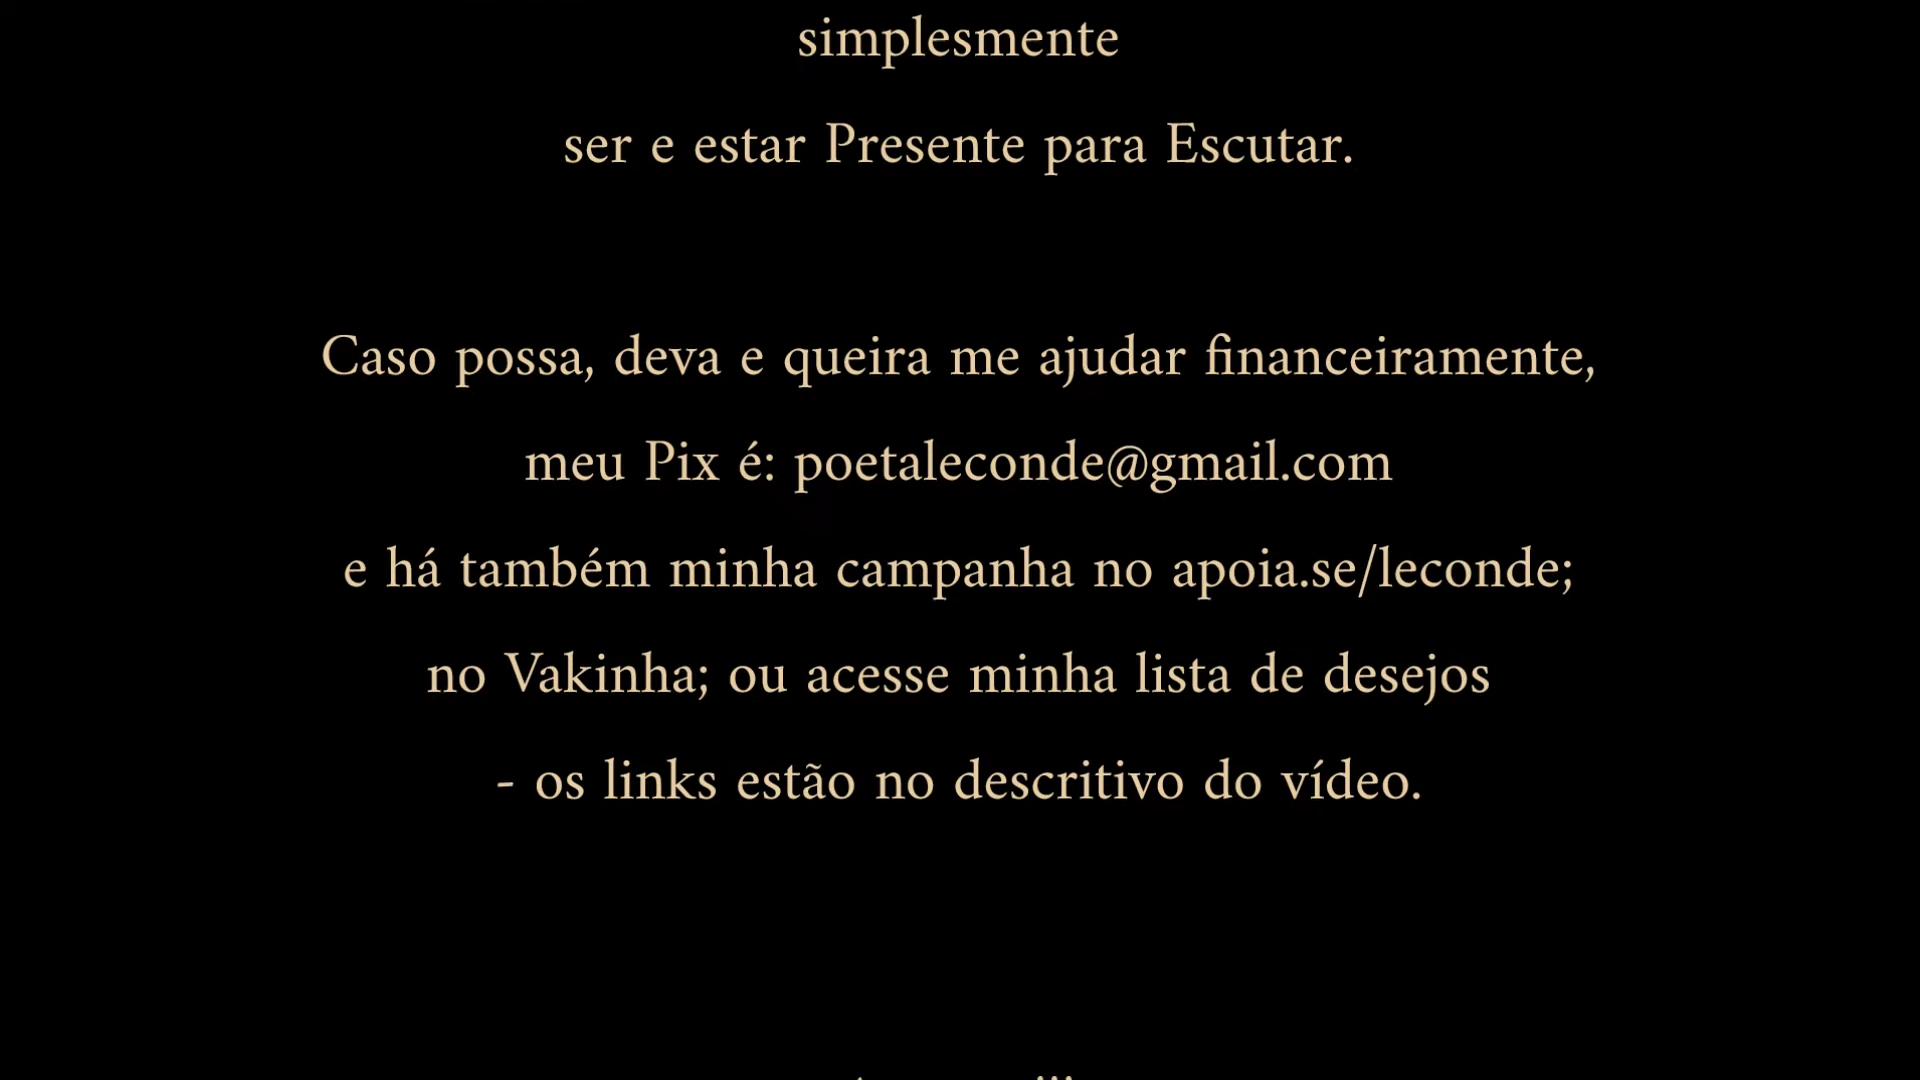 simplesmente
ser e estar Presente para Escutar.
Caso possa, deva e queira me ajudar financeiramente,
meu Pix é: poetaleconde@gmail.com
e há também minha campanha no apoia.se/leconde;
no Vakinha; ou acesse minha lista de desejos
- os links estão no descritivo do vídeo.